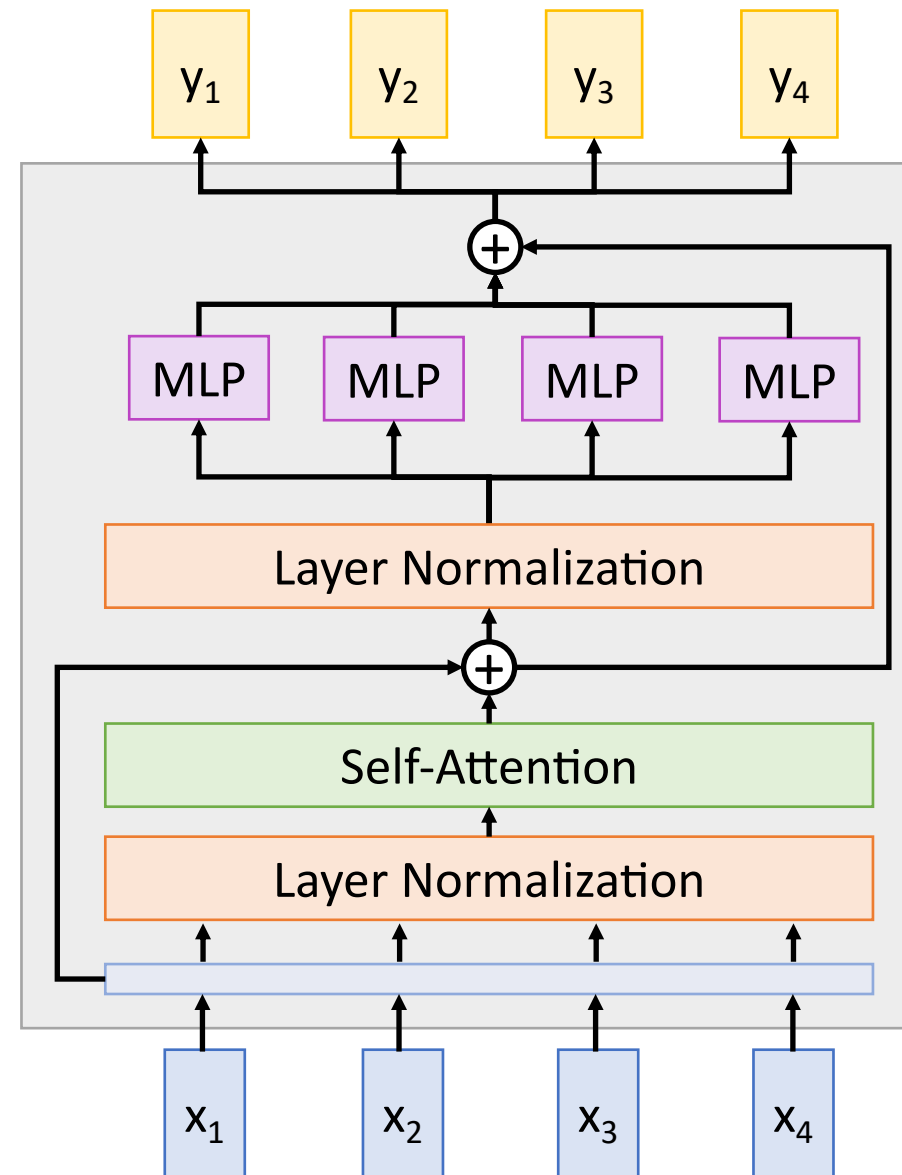 y₁ y₂ y₃ y₄
+
MLP MLP MLP MLP
Layer Normalization
+
Self-Attention
Layer Normalization
x₁ x₂ x₃ x₄